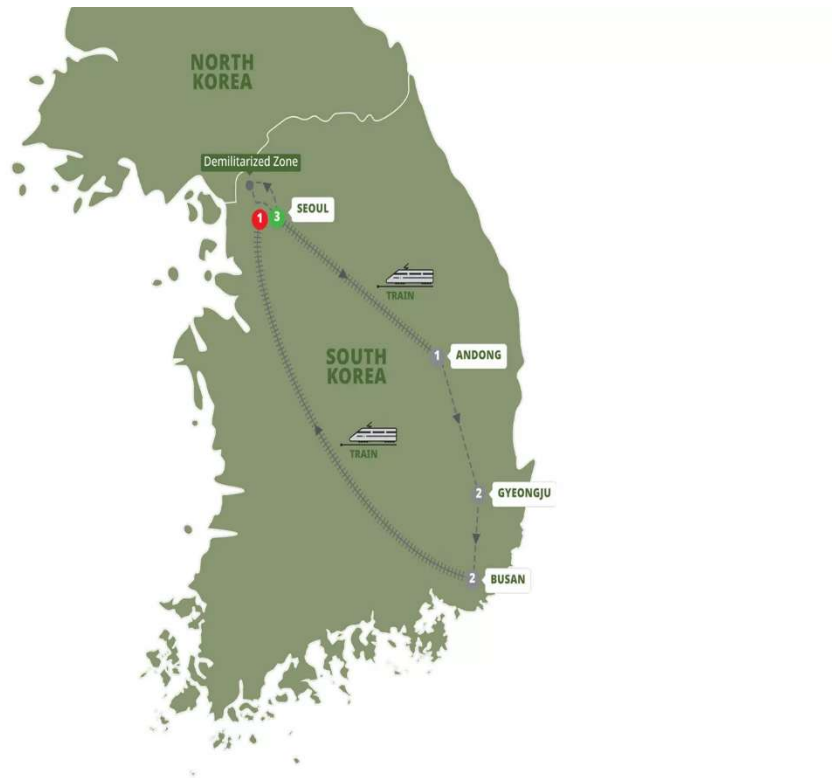 NORTH
KOREA
Demilitarized Zone
1
3
SEOUL
TRAIN
1
ANDONG
SOUTH
KOREA
TRAIN
2
GYEONGJU
2
BUSAN